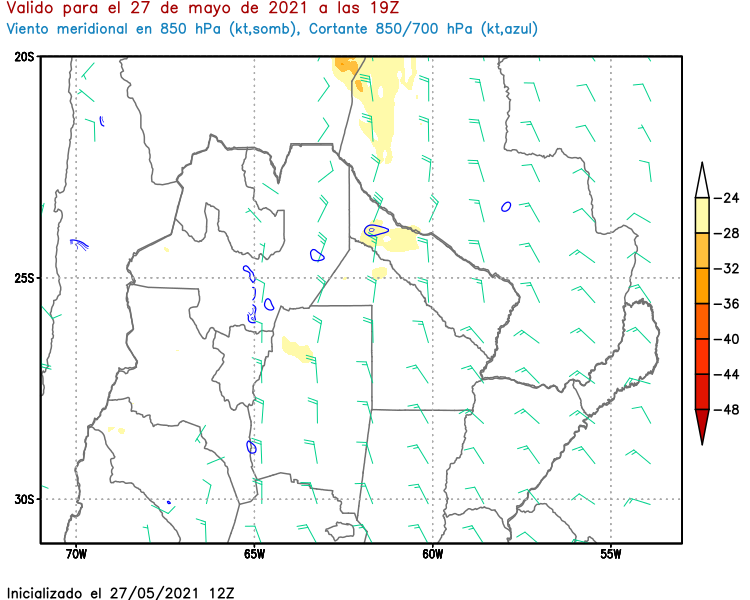 Valido para el 27 de mayo de 2021 a las 19Z
Viento meridional en 850 hPa (kt,somb), Cortante 850/700 hPa (kt,azul)
20S
25S
30S
70W
65W
60W
55W
-24
-28
-32
-36
-40
-44
-48
Inicializado el 27/05/2021 12Z